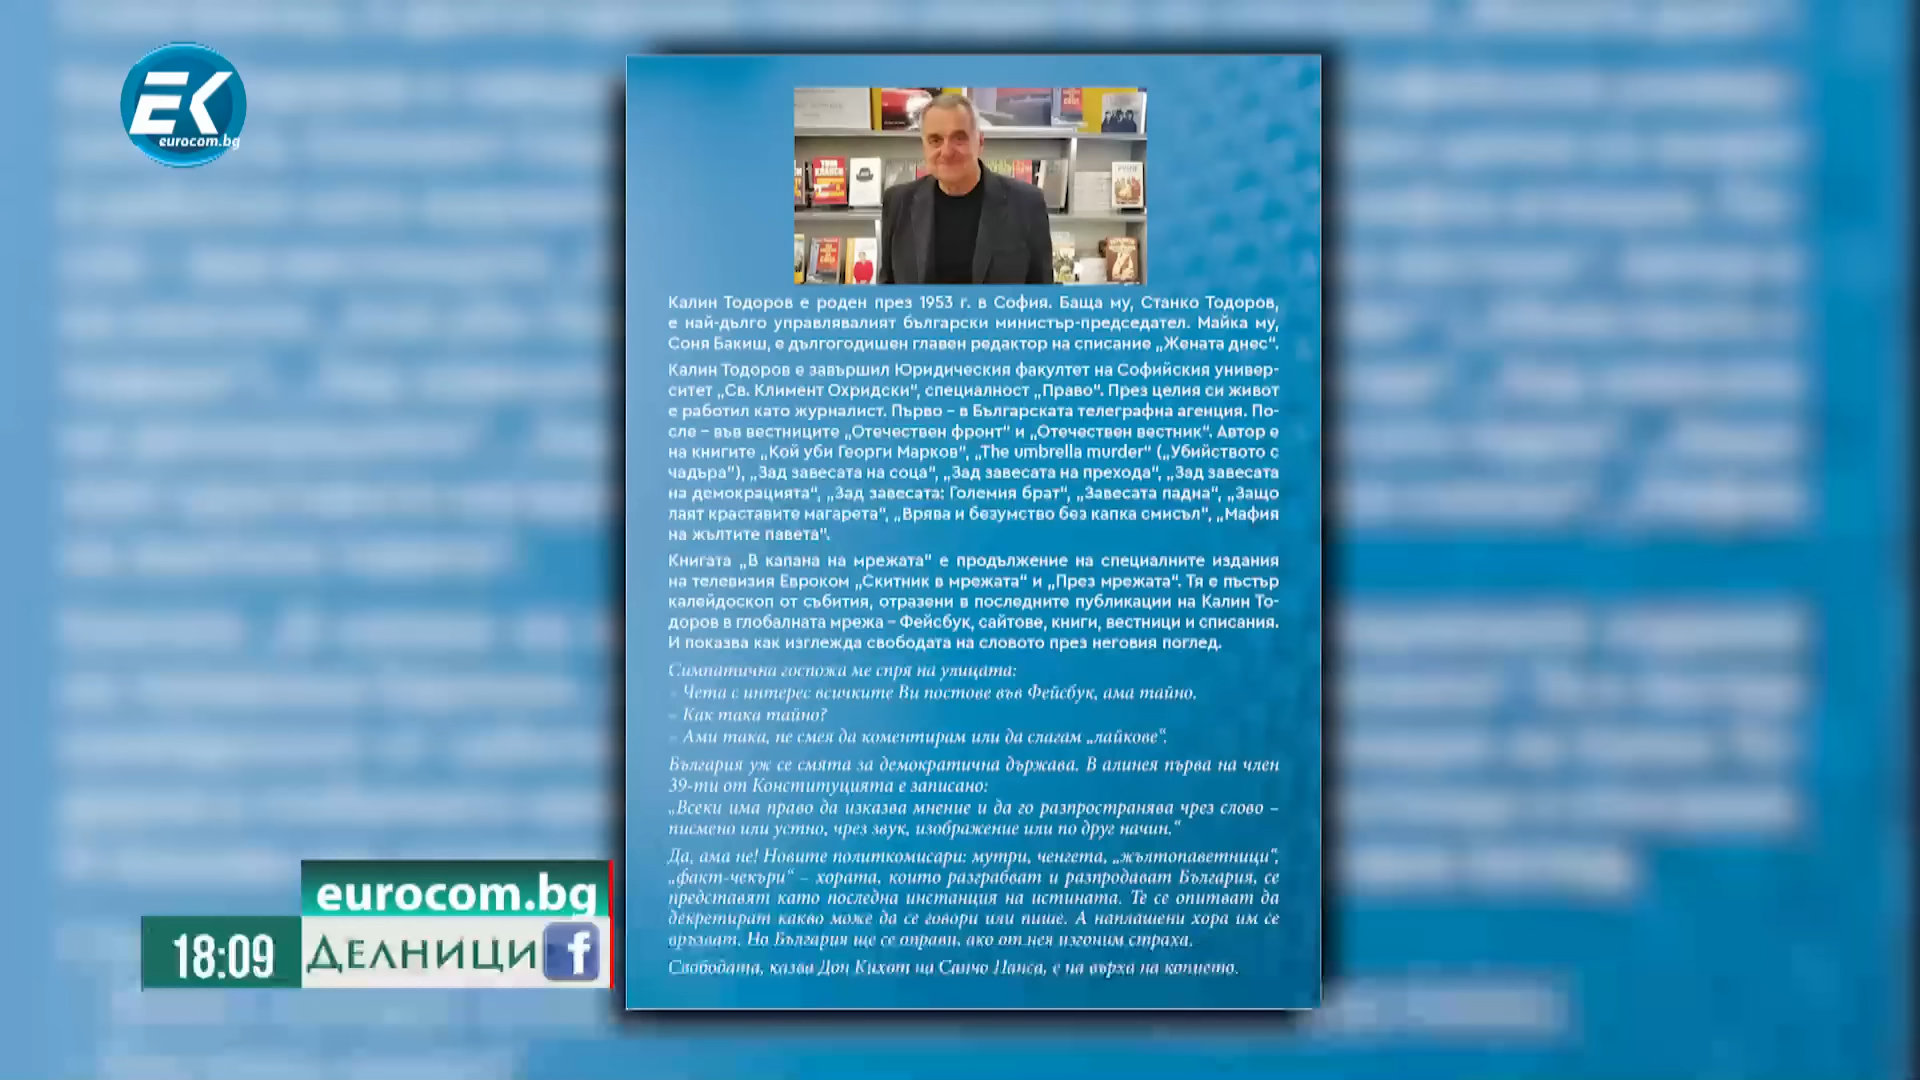 EK
eurocom.bg
ТОМ
КЛАНСИ
Калин Тодоров е роден през 1953 г. в София. Баща му, Станко Тодоров,
е най-дълго управлявалият български министър-председател. Майка му,
Соня Бакиш, е дългогодишен главен редактор на списание „Жената днес“.
Калин Тодоров е завършил Юридическия факултет на Софийския универ-
ситет „Св. Климент Охридски“, специалност „Право“. През целия си живот
е работил като журналист. Първо – в Българската телеграфна агенция. По-
сле – във вестниците „Отечествен фронт“ и „Отечествен вестник“. Автор е
на книгите „Кой уби Георги Марков“, „The umbrella murder“ („Убийството с
чадъра“), „Зад завесата на соца“, „Зад завесата на прехода“, „Зад завесата
на демокрацията“, „Зад завесата: Големия брат“, „Завесата падна“, „Защо
лаят краставите магарета“, „Врява и безумство без капка смисъл“, „Мафия
на жълтите павета“.
Книгата „В капана на мрежата“ е продължение на специалните издания
на телевизия Евроком „Скитник в мрежата“ и „През мрежата“. Тя е пъстър
калейдоскоп от събития, отразени в последните публикации на Калин То-
доров в глобалната мрежа – Фейсбук, сайтове, книги, вестници и списания.
И показва как изглежда свободата на словото през неговия поглед.
Симпатична госпожа ме спря на улицата:
– Чета с интерес всичките Ви постове във Фейсбук, ама тайно.
– Как така тайно?
– Ами така, не смея да коментирам или да слагам „лайкове“.
България уж се смята за демократична държава. В алинея първа на член
39-ти от Конституцията е записано:
„Всеки има право да изказва мнение и да го разпространява чрез слово –
писмено или устно, чрез звук, изображение или по друг начин.“
Да, ама не! Новите политкомисари: мутри, ченгета, „жълтопаветници“,
„факт-чекъри“ – хората, които разграбват и разпродават България, се
представят като последна инстанция на истината. Те се опитват да
декретират какво може да се говори или пише. А наплашени хора им се
връзват. Но България ще се оправи, ако от нея изгоним страха.
Свободата, казва Дон Кихот на Санчо Панса, е на върха на копието.
eurocom.bg
18:09 ДЕЛНИЦИ f